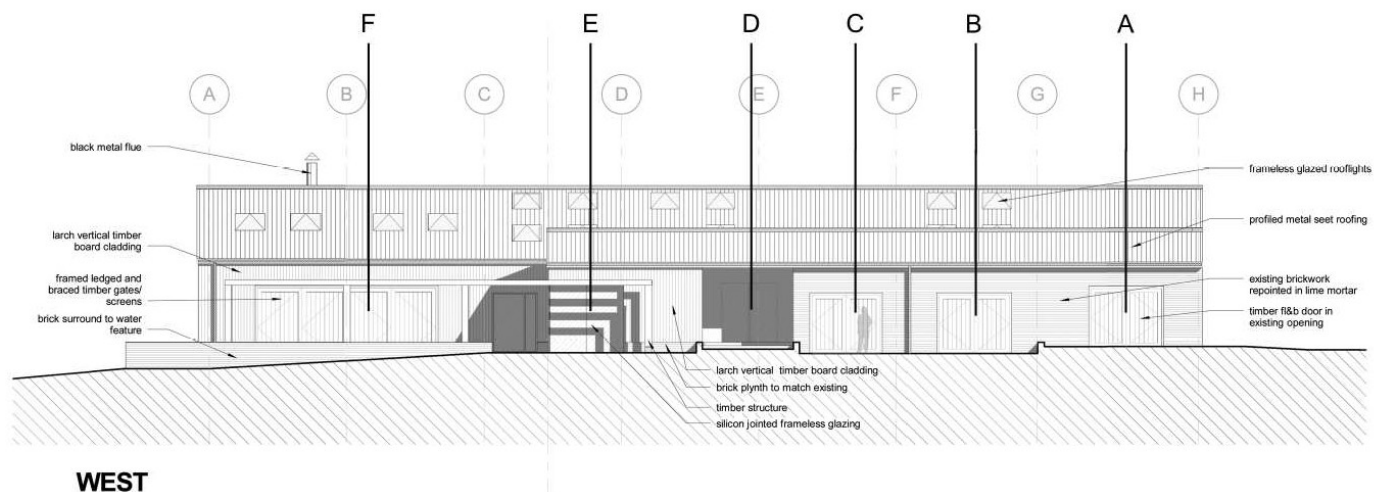 F E D C B A
A B C D E F G H
black metal flue
frameless glazed rooflights
profiled metal seet roofing
larch vertical timber
board cladding
framed ledged and
braced timber gates/
screens
brick surround to water
feature
existing brickwork
repointed in lime mortar
timber fl&b door in
existing opening
larch vertical timber board cladding
brick plynth to match existing
timber structure
silicon jointed frameless glazing
WEST